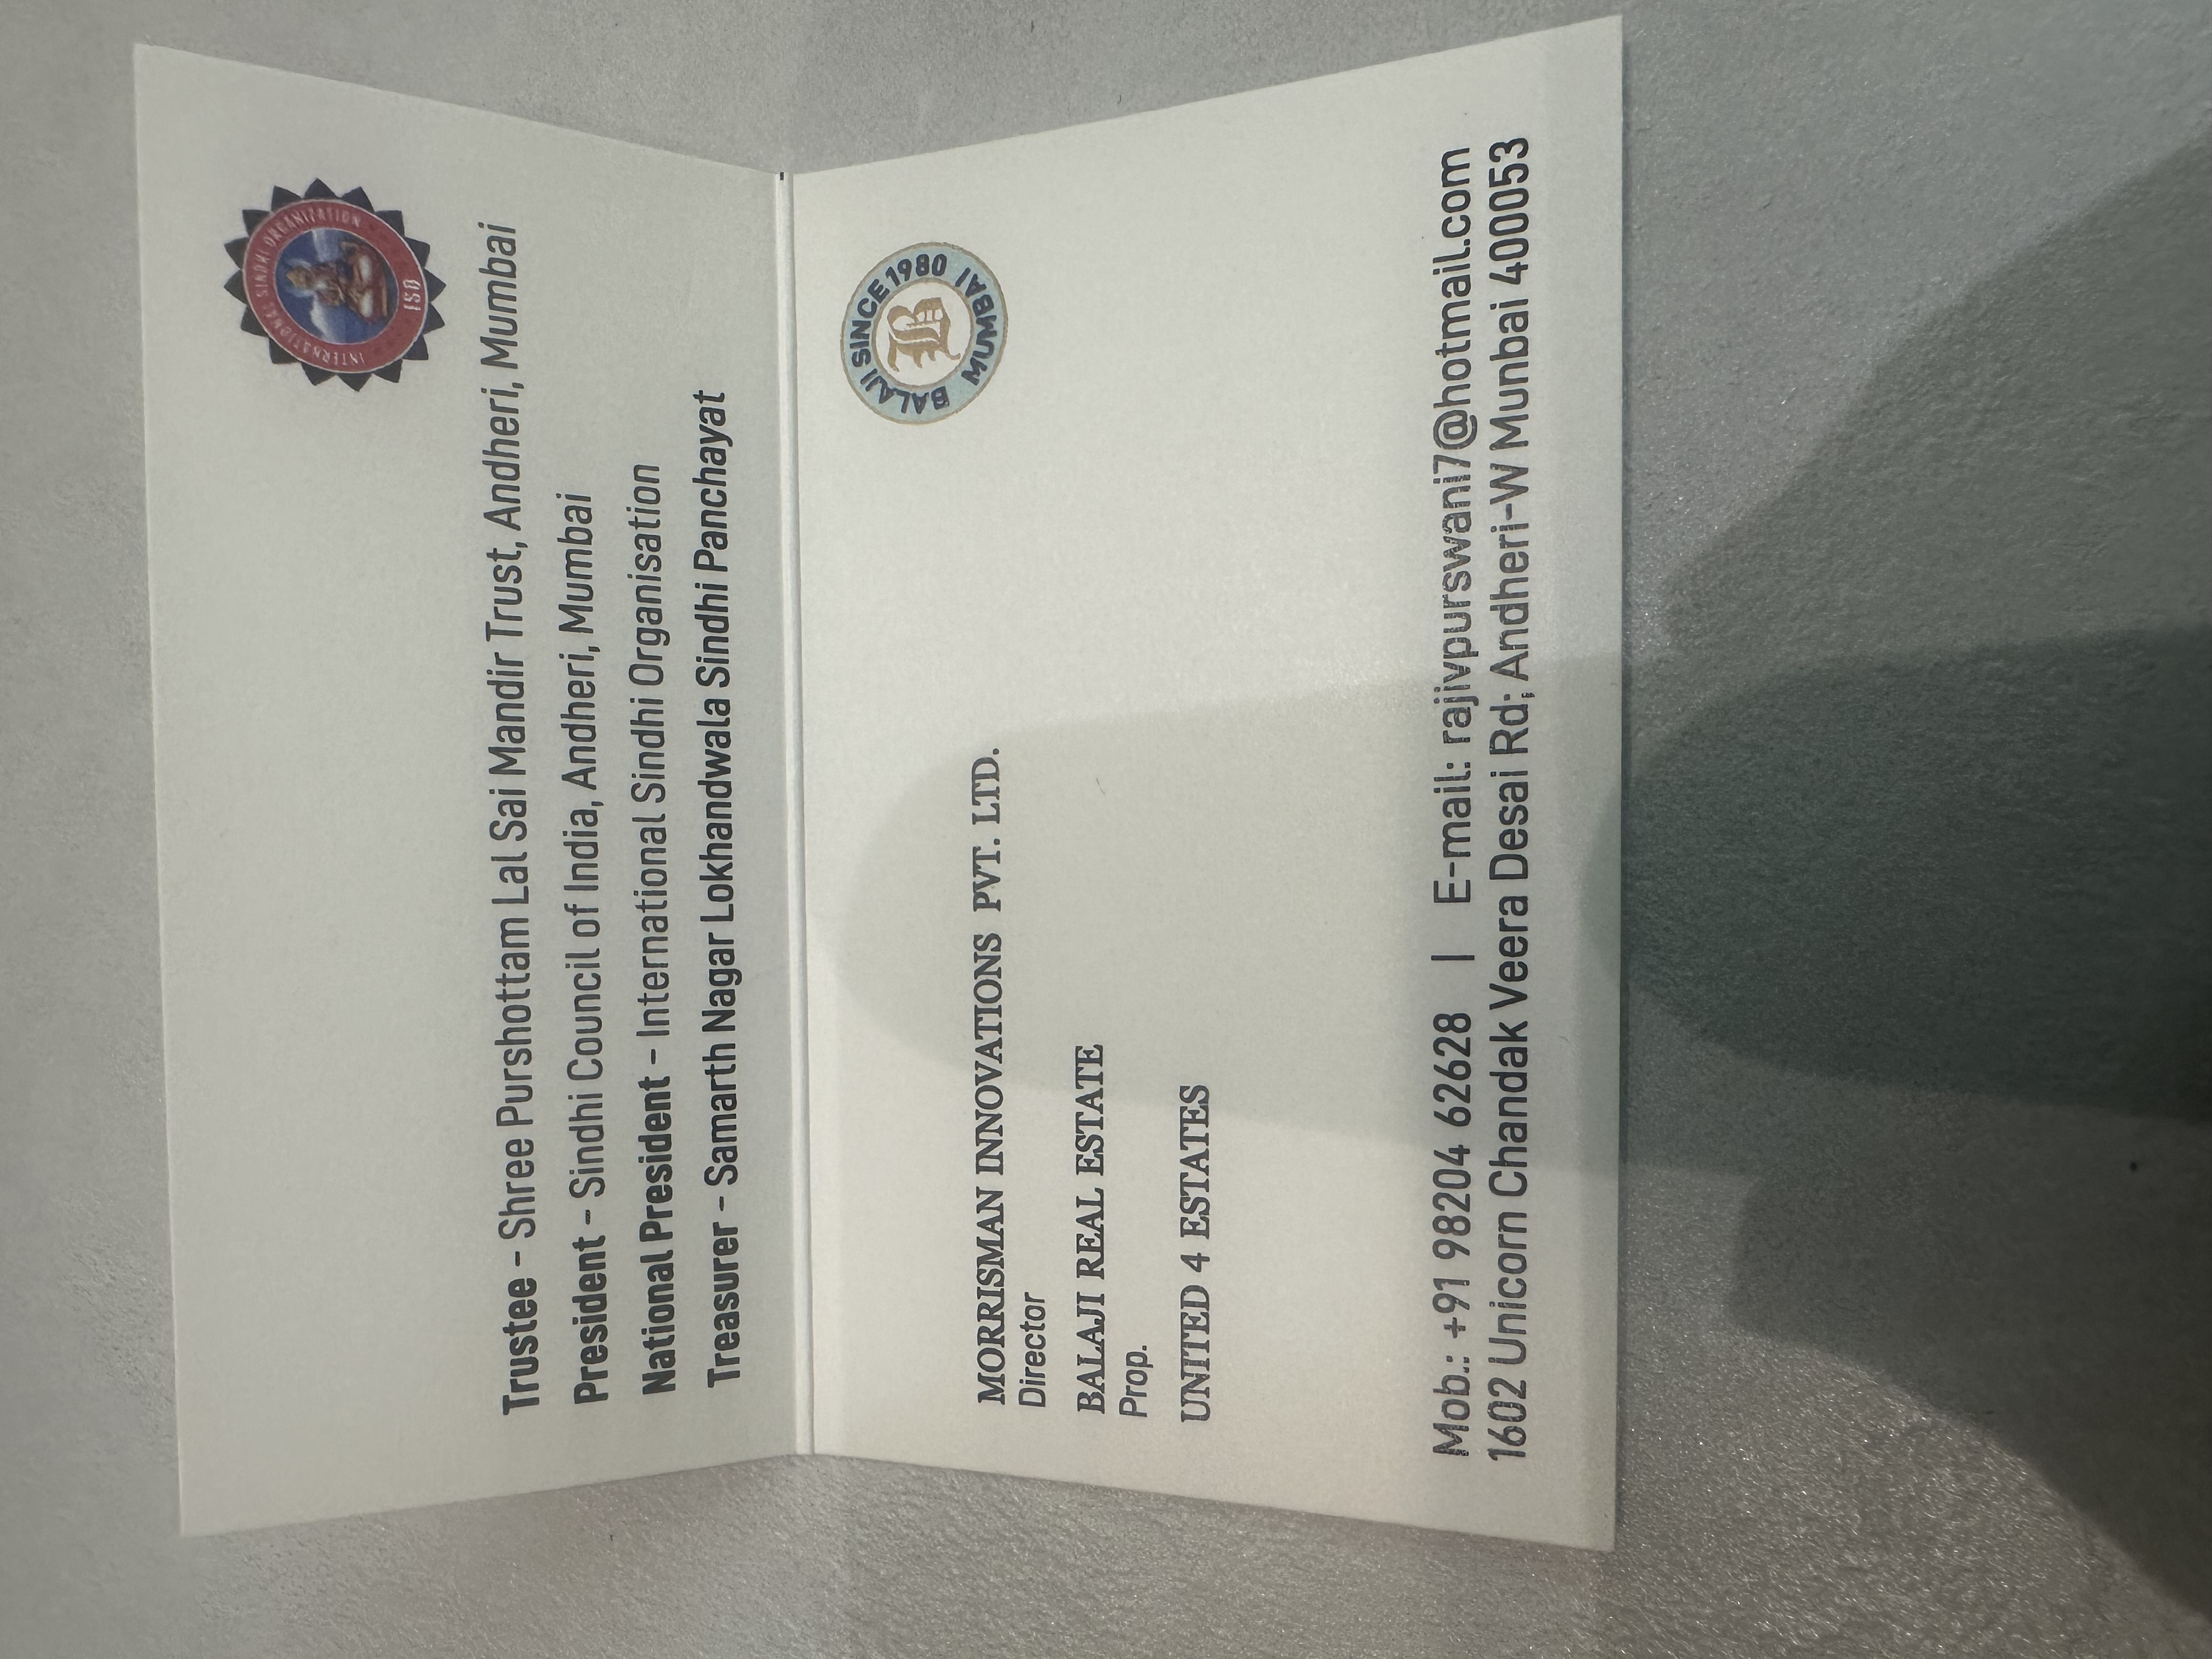 INTERNATIONAL SINDHI ORGANIZATION
ISO
Trustee - Shree Purshottam Lal Sai Mandir Trust, Andheri, Mumbai
President - Sindhi Council of India, Andheri, Mumbai
National President - International Sindhi Organisation
Treasurer - Samarth Nagar Lokhandwala Sindhi Panchayat
BALAJI SINCE 1980
B
MUMBAI
MORRISMAN INNOVATIONS PVT. LTD.
Director
BALAJI REAL ESTATE
Prop.
UNITED 4 ESTATES
Mob.: +91 98204 62628 | E-mail: rajivpurswani7@hotmail.com
1602 Unicorn Chandak Veera Desai Rd; Andheri-W Munbai 400053